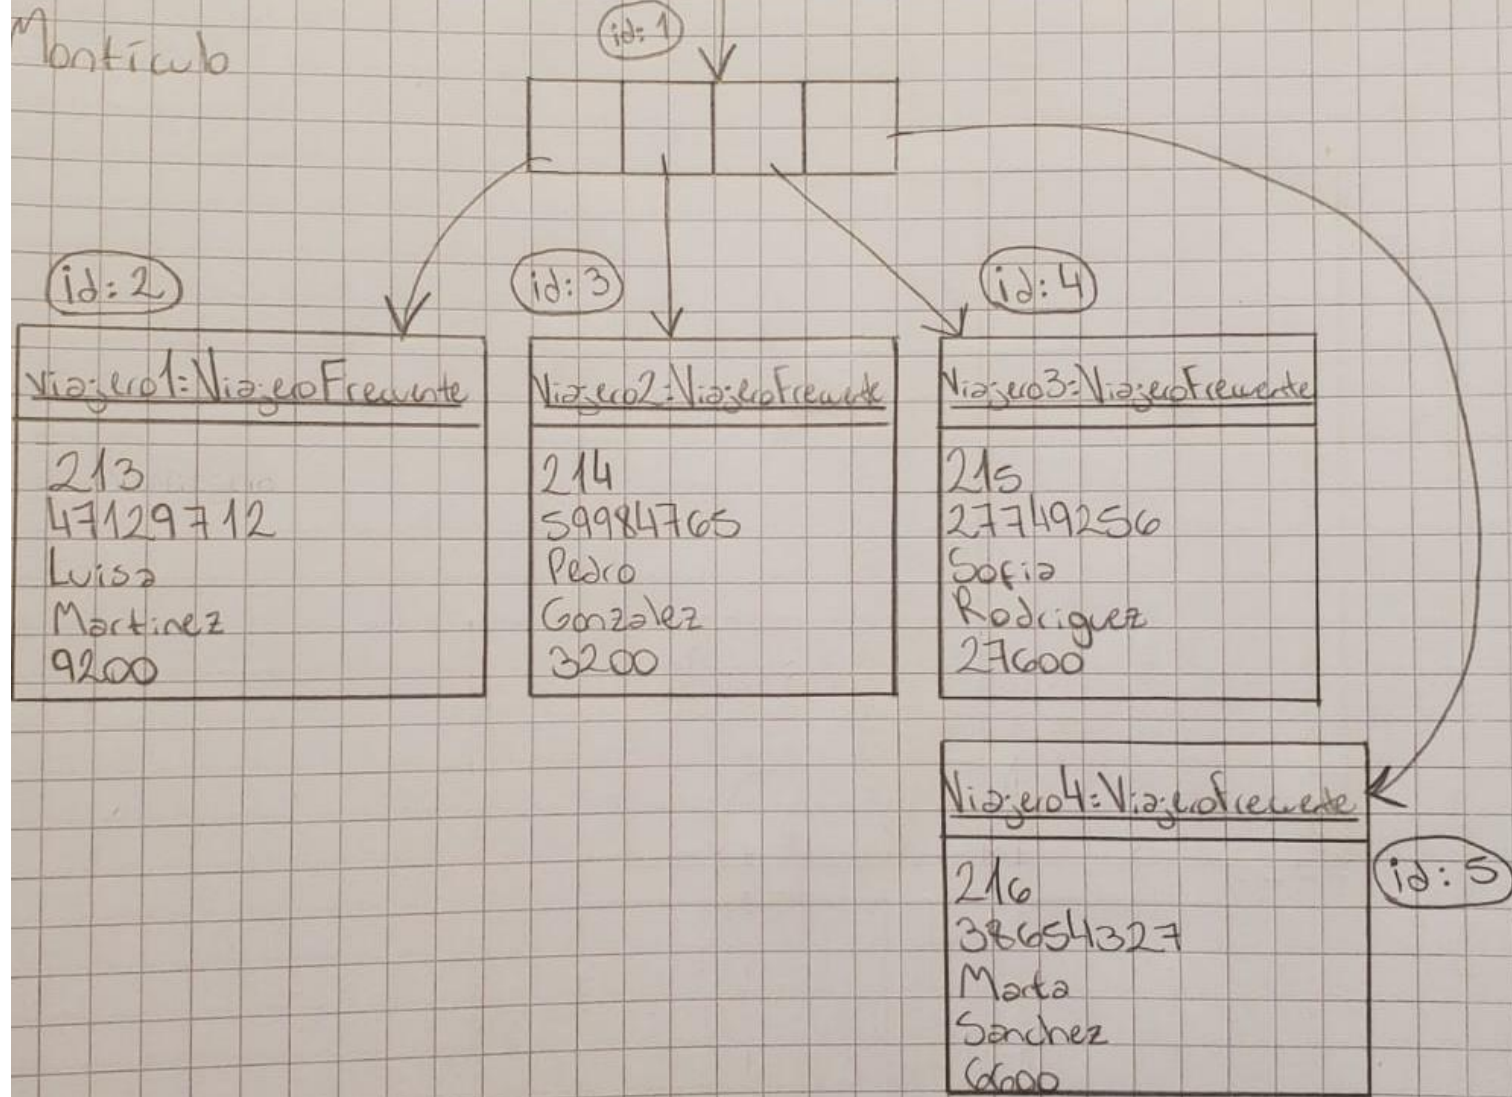 Montículo
id: 1
id: 2
id: 3
id: 4
Viajero1: ViajeroFrecuente
213
47129712
Luisa
Martinez
9200
Viajero2: ViajeroFrecuente
214
59984765
Pedro
Gonzalez
3200
Viajero3: ViajeroFrecuente
215
27749256
Sofia
Rodriguez
27600
Viajero4: ViajeroFrecuente
id: 5
216
38654327
Marta
Sanchez
6600